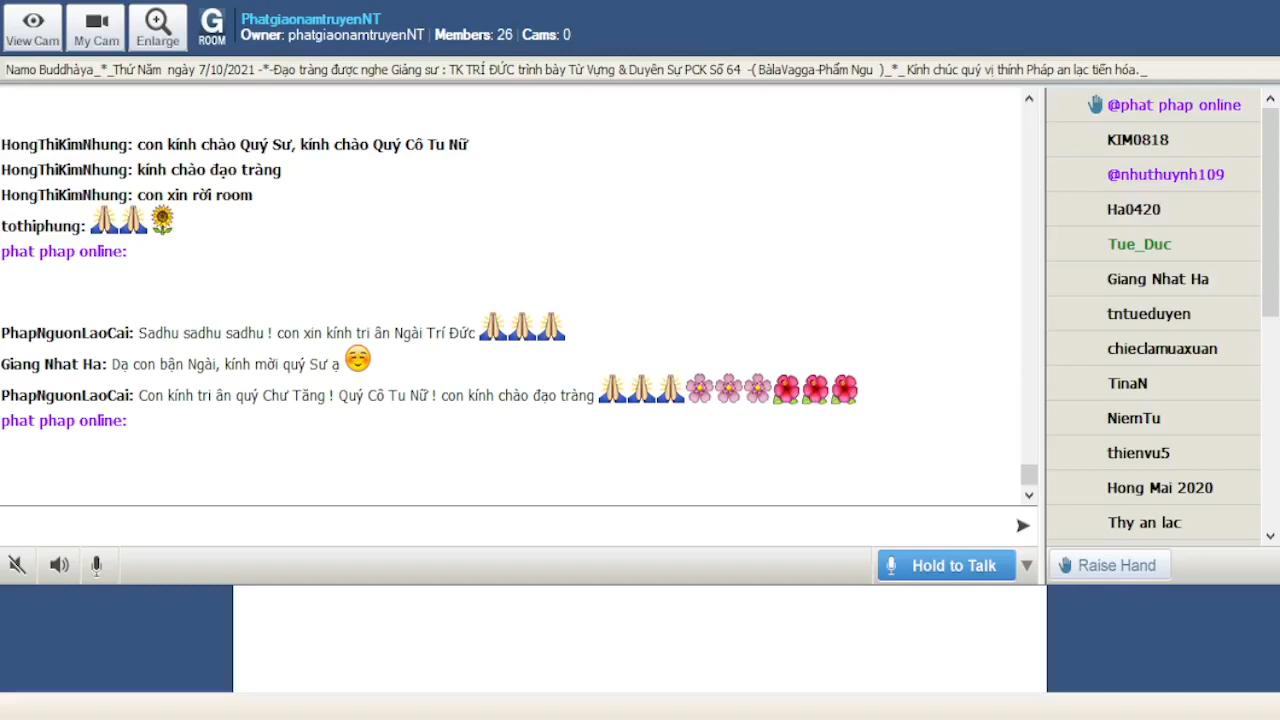 PhatgiaonamtruyenNT
Owner: phatgiaonamtruyenNT | Members: 26 | Cams: 0
View Cam
My Cam
Enlarge
G
ROOM
Namo Buddhàya_*_Thứ Năm ngày 7/10/2021 -*-Đạo tràng được nghe Giảng sư : TK TRÍ ĐỨC trình bày Từ Vựng & Duyên Sự PCK Số 64 -( BàlaVagga-Phẩm Ngu )_*_ Kính chúc quý vị thính Pháp an lạc tiến hóa._
HongThiKimNhung: con kính chào Quý Sư, kính chào Quý Cô Tu Nữ
HongThiKimNhung: kính chào đạo tràng
HongThiKimNhung: con xin rời room
tothiphung:
phat phap online:
PhapNguonLaoCai: Sadhu sadhu sadhu ! con xin kính tri ân Ngài Trí Đức
Giang Nhat Ha: Dạ con bận Ngài, kính mời quý Sư ạ
PhapNguonLaoCai: Con kính tri ân quý Chư Tăng ! Quý Cô Tu Nữ ! con kính chào đạo tràng
phat phap online:
@phat phap online
KIM0818
@nhuthuynh109
Ha0420
Tue_Duc
Giang Nhat Ha
tntueduyen
chieclamuaxuan
TinaN
NiemTu
thienvu5
Hong Mai 2020
Thy an lac
Hold to Talk
Raise Hand